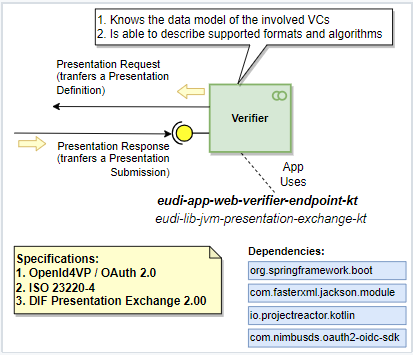 1. Knows the data model of the involved VCs
2. Is able to describe supported formats and algorithms
Presentation Request
(tranfers a Presentation
Definition)
Verifier
Presentation Response
(tranfers a Presentation
Submission)
App
Uses
eudi-app-web-verifier-endpoint-kt
eudi-lib-jvm-presentation-exchange-kt
Specifications:
1. OpenId4VP / OAuth 2.0
2. ISO 23220-4
3. DIF Presentation Exchange 2.00
Dependencies:
org.springframework.boot
com.fasterxml.jackson.module
io.projectreactor.kotlin
com.nimbusds.oauth2-oidc-sdk